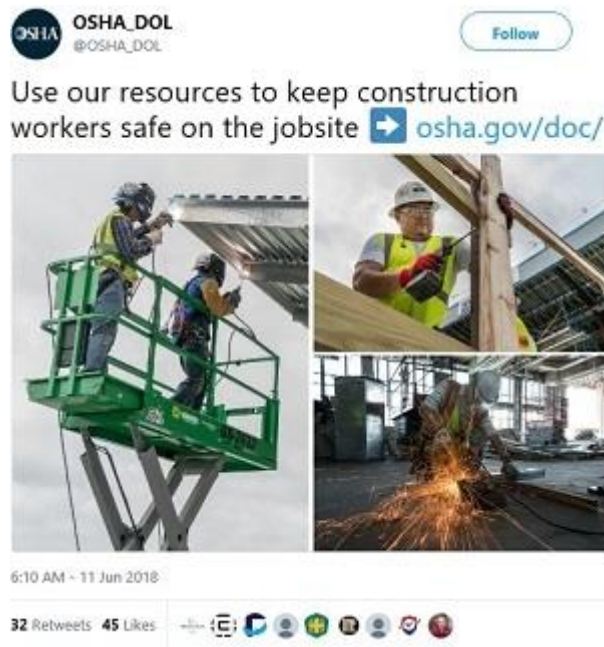 OSHA
OSHA_DOL
@OSHA_DOL
Follow
Use our resources to keep construction
workers safe on the jobsite ➡ osha.gov/doc/
6:10 AM - 11 Jun 2018
32 Retweets 45 Likes